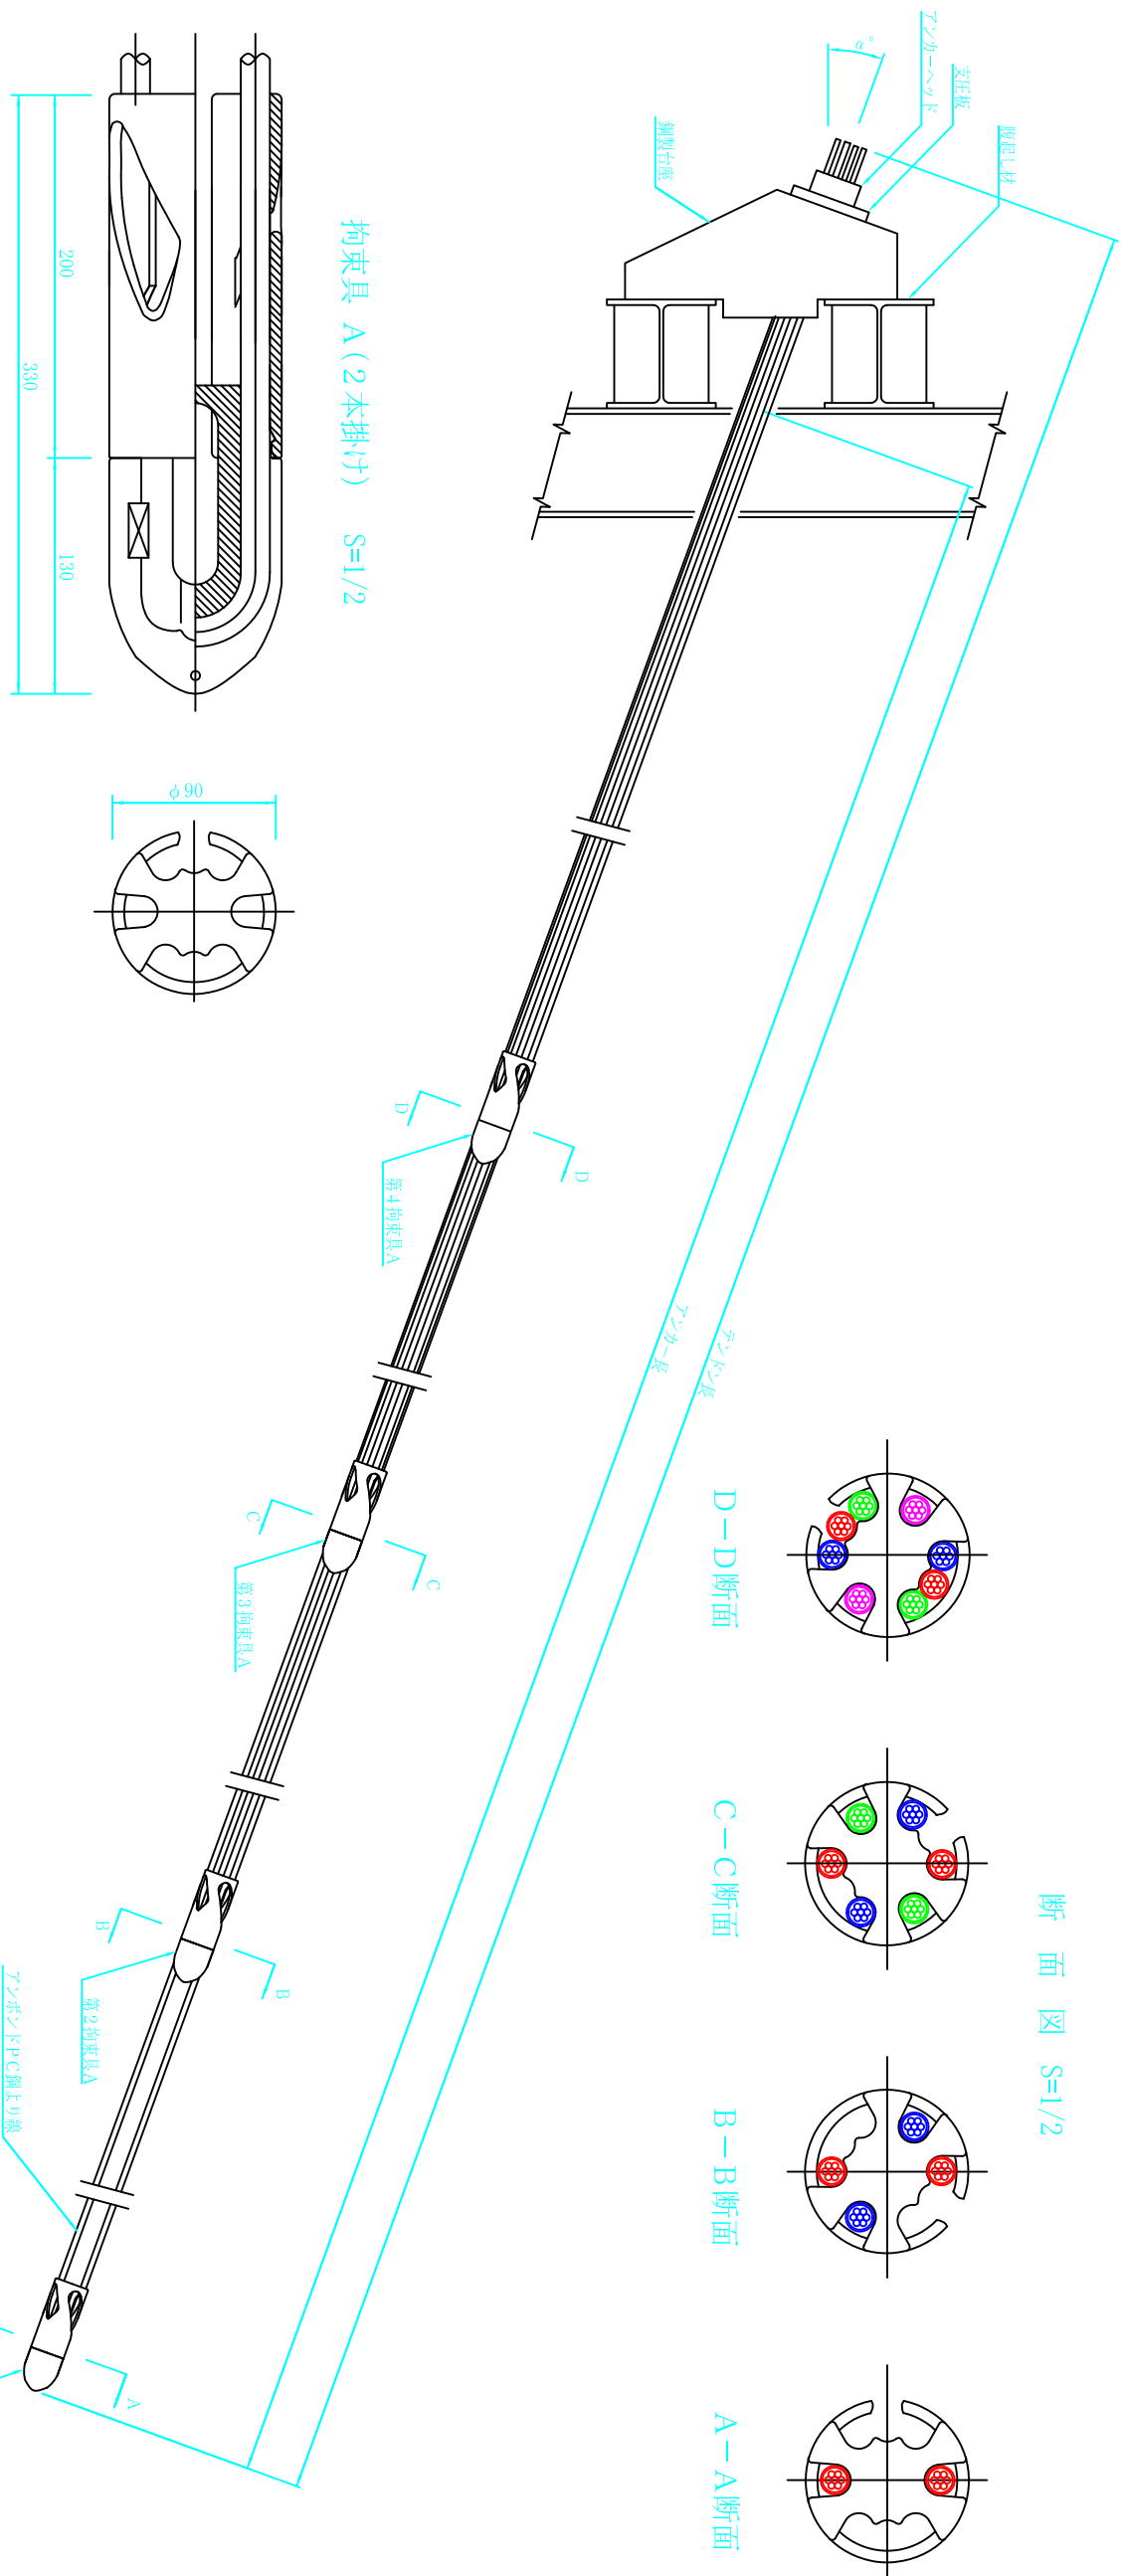 アンカーヘッド
支圧板
腹起し材
α°
鋼製台座
拘束具 A(2本掛け) S=1/2
200
130
330
φ90
アンカー長
テンドン長
D
D
第4拘束具A
C
C
第3拘束具A
B
B
第2拘束具A
アンボンドPC鋼より線
A
断面図 S=1/2
D-D断面
C-C断面
B-B断面
A-A断面